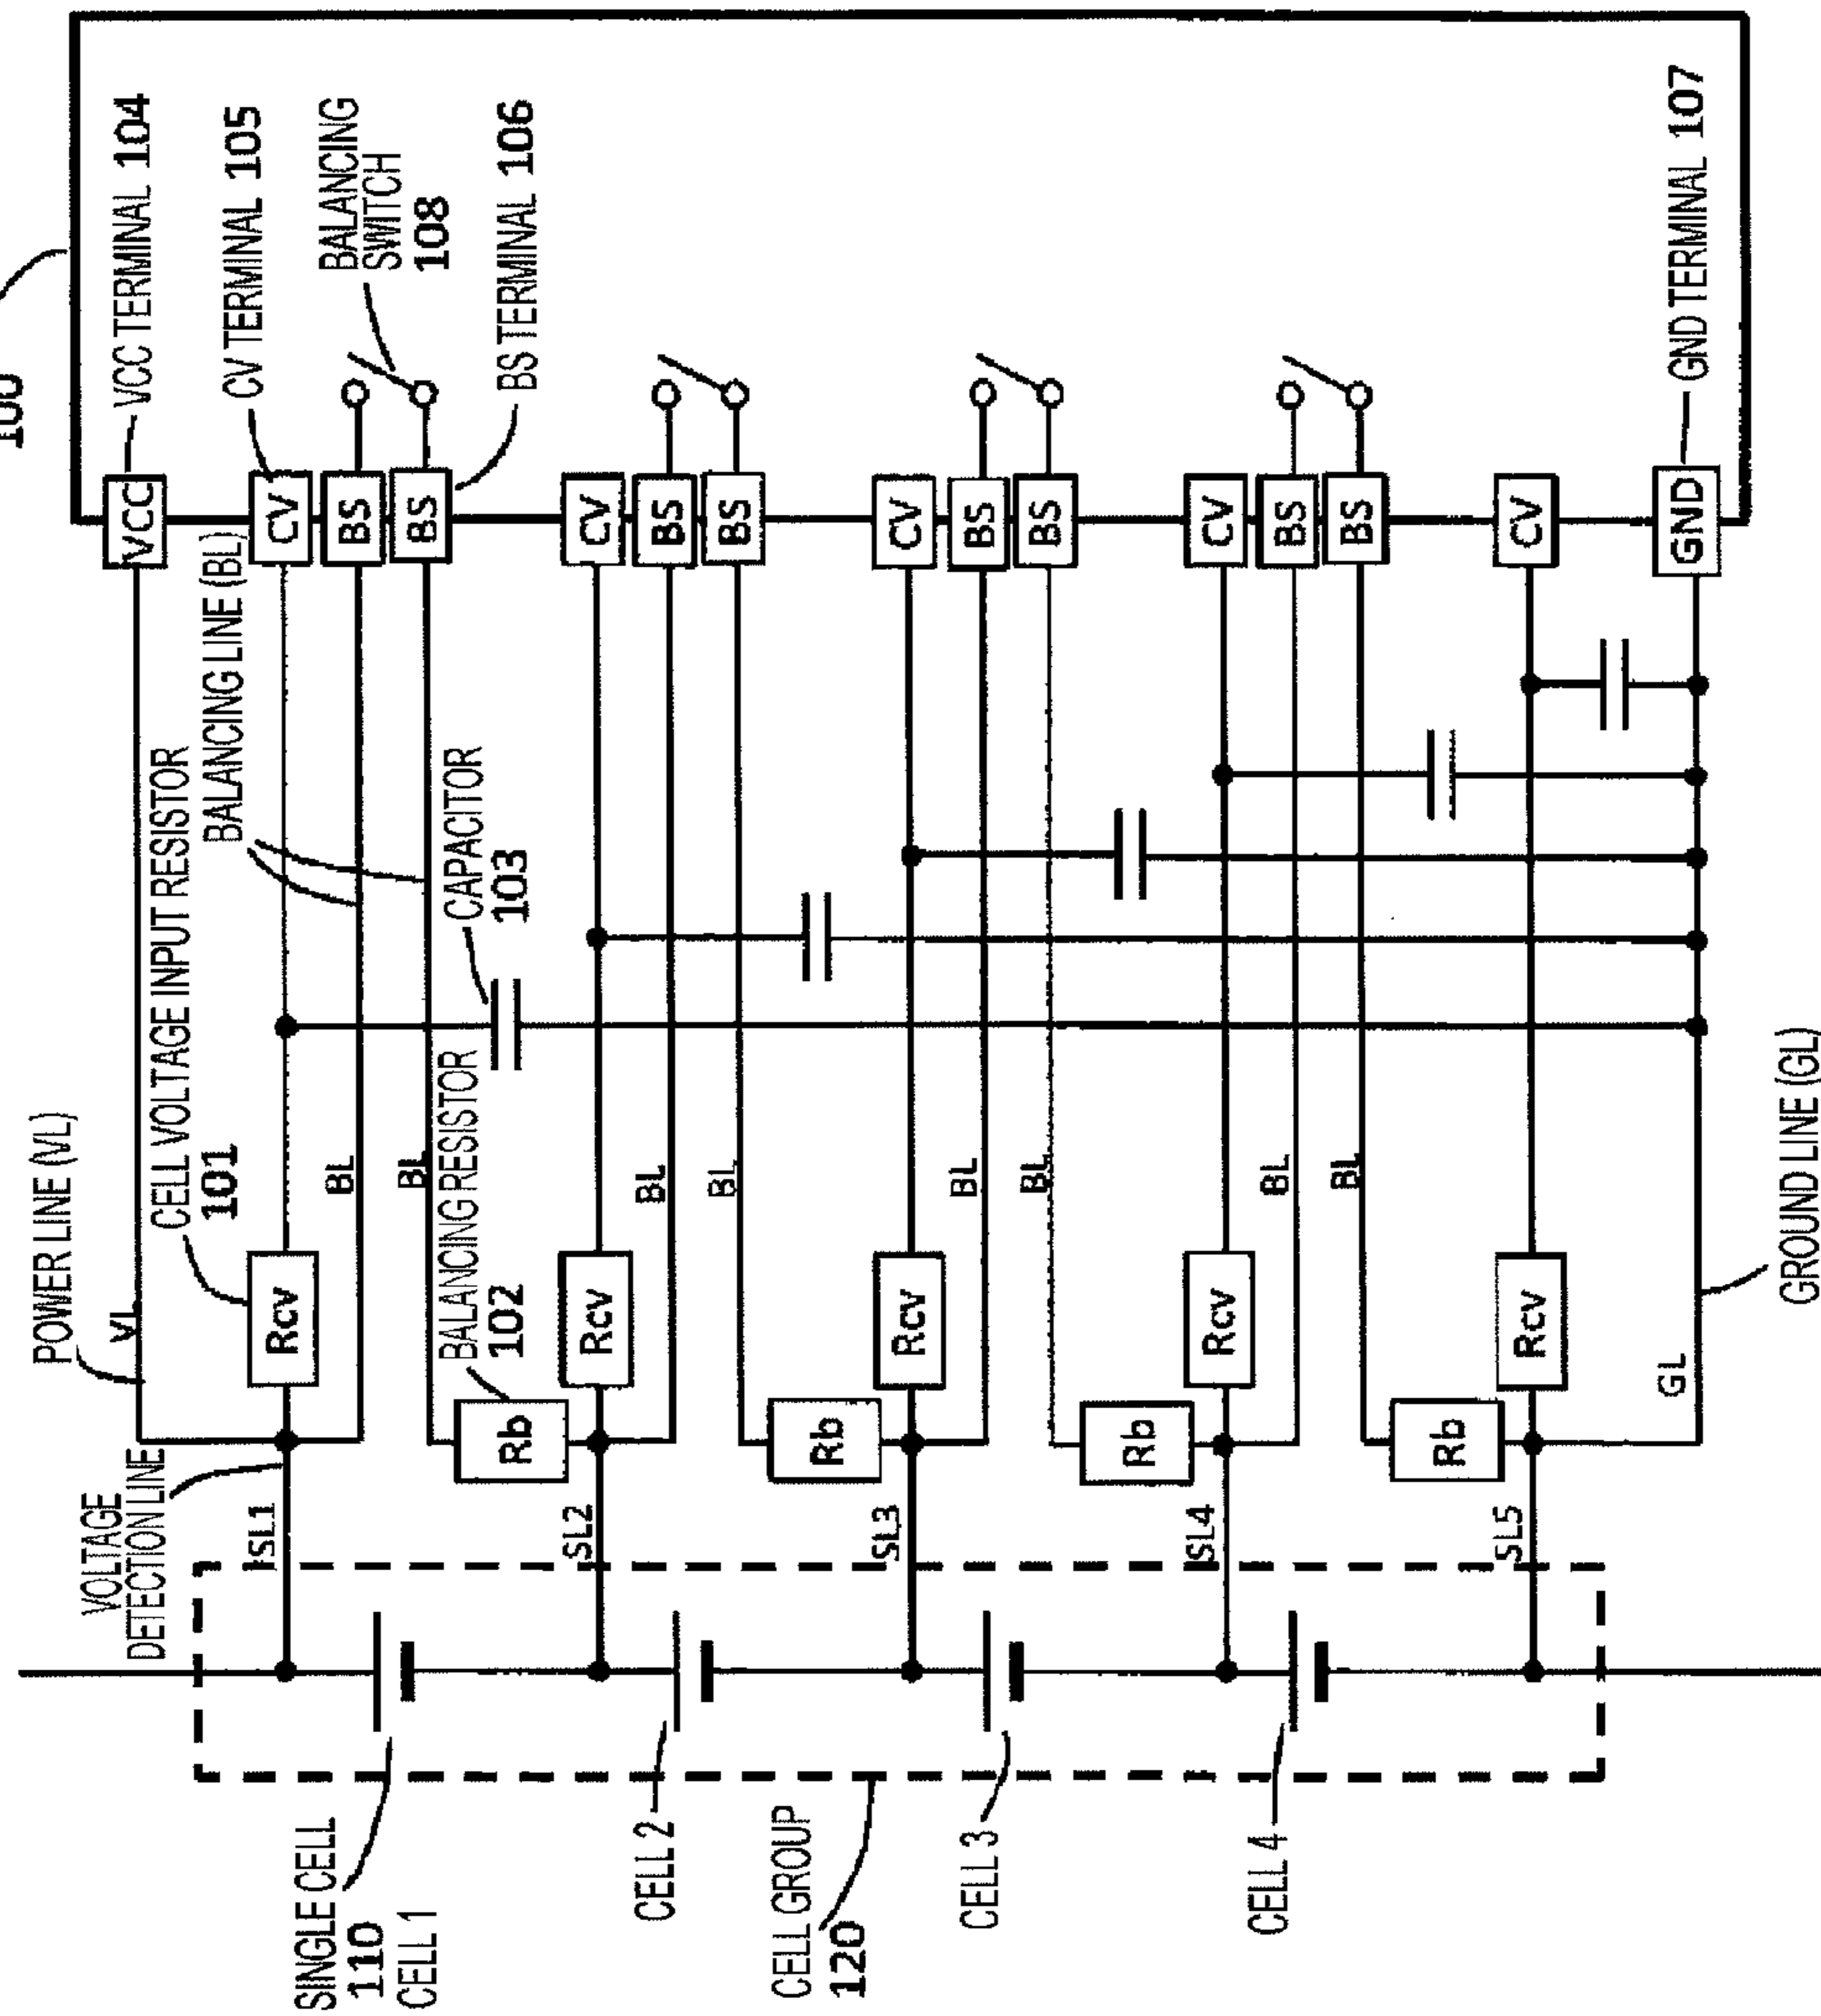 100
POWER LINE (VL)
VOLTAGE
DETECTION LINE
VL
VCC
VCC TERMINAL 104
CELL VOLTAGE INPUT RESISTOR
101
BALANCING LINE (BL)
CV TERMINAL 105
SL1
Rcv
CV
SINGLE CELL
110
CELL 1
BL
BS
BALANCING
SWITCH
108
BL
BS
BALANCING RESISTOR
102
CAPACITOR
103
BS TERMINAL 106
Rb
SL2
Rcv
CV
CELL 2
BL
BS
BL
BS
CELL GROUP
120
Rb
SL3
Rcv
CV
CELL 3
BL
BS
BL
BS
Rb
SL4
Rcv
CV
CELL 4
BL
BS
BL
BS
Rb
SL5
Rcv
CV
GL
GND
GND TERMINAL 107
GROUND LINE (GL)